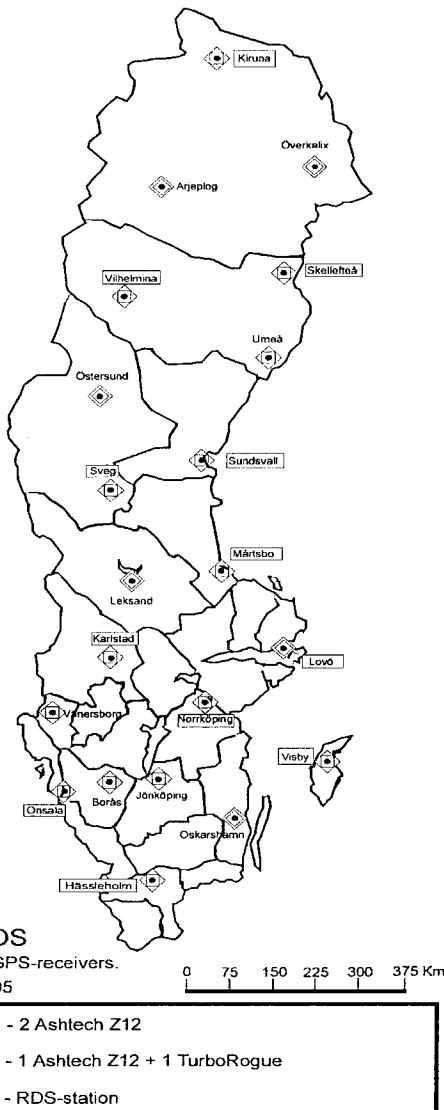 Kiruna
Överkalix
Arjeplog
Skellefteå
Vilhelmina
Umeå
Östersund
Sundsvall
Sveg
Mårtsbo
Leksand
Karlstad
Lovö
Vänersborg
Norrköping
Visby
Onsala
Borås
Jönköping
Oskarshamn
Hässleholm
OS
GPS-receivers.
95
0 75 150 225 300 375 Km
- 2 Ashtech Z12
- 1 Ashtech Z12 + 1 TurboRogue
- RDS-station